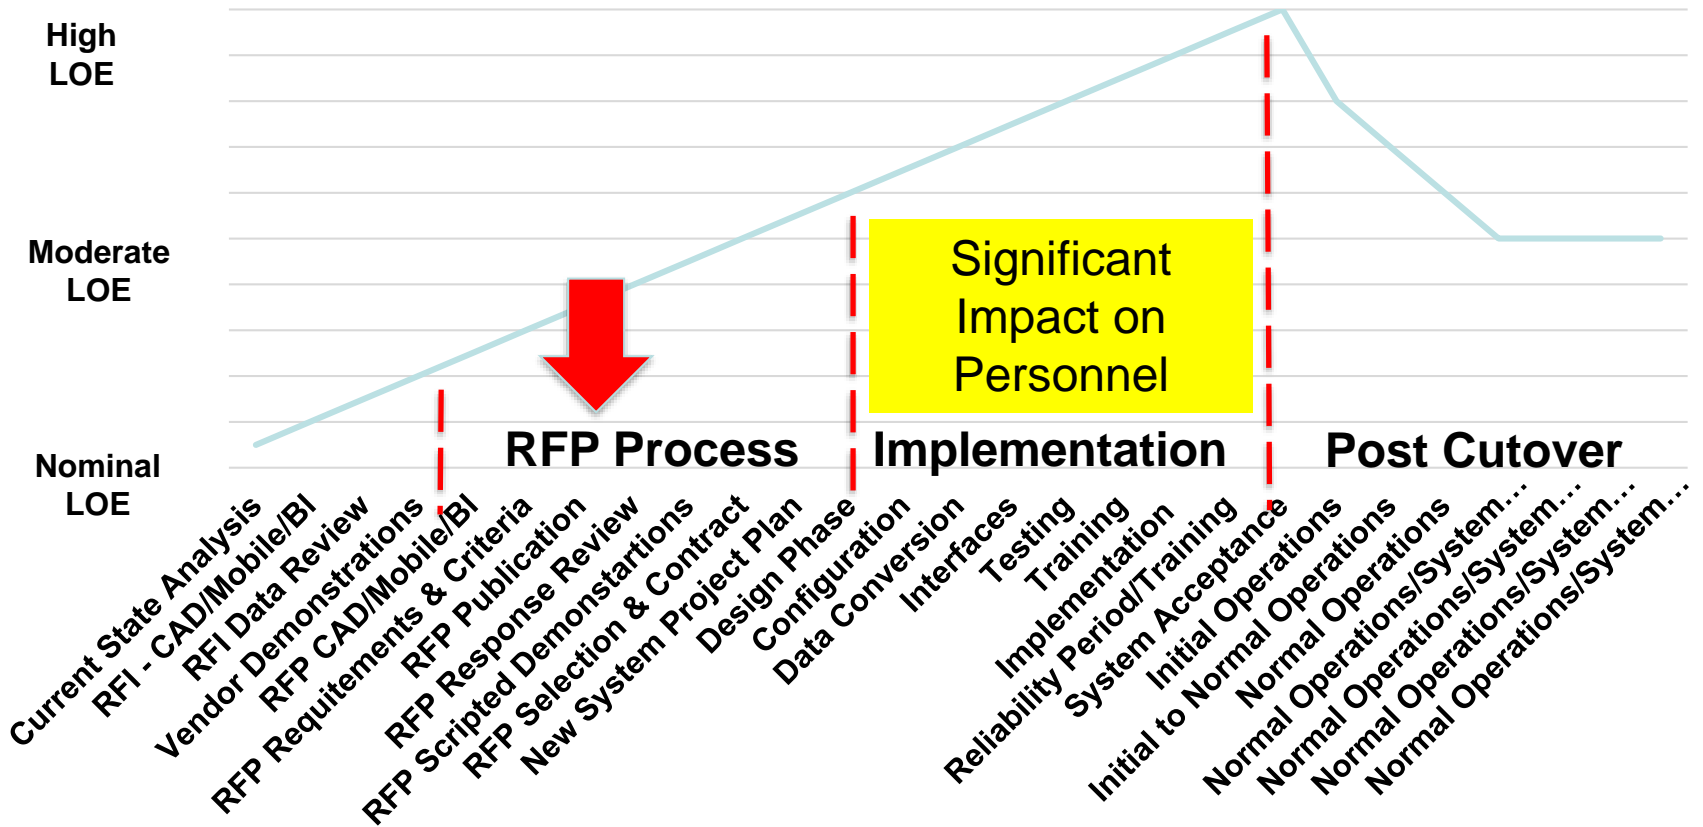 High
LOE
Moderate
LOE
Nominal
LOE
Significant
Impact on
Personnel
RFP Process
Implementation
Post Cutover
Current State Analysis
RFI - CAD/Mobile/BI
RFI Data Review
Vendor Demonstrations
RFP CAD/Mobile/BI
RFP Requitements & Criteria
RFP Publication
RFP Response Review
RFP Scripted Demonstartions
RFP Selection & Contract
New System Project Plan
Design Phase
Configuration
Data Conversion
Interfaces
Testing
Training
Implementation
Reliability Period/Training
System Acceptance
Initial Operations
Initial to Normal Operations
Normal Operations
Normal Operations/System…
Normal Operations/System…
Normal Operations/System…
Normal Operations/System…